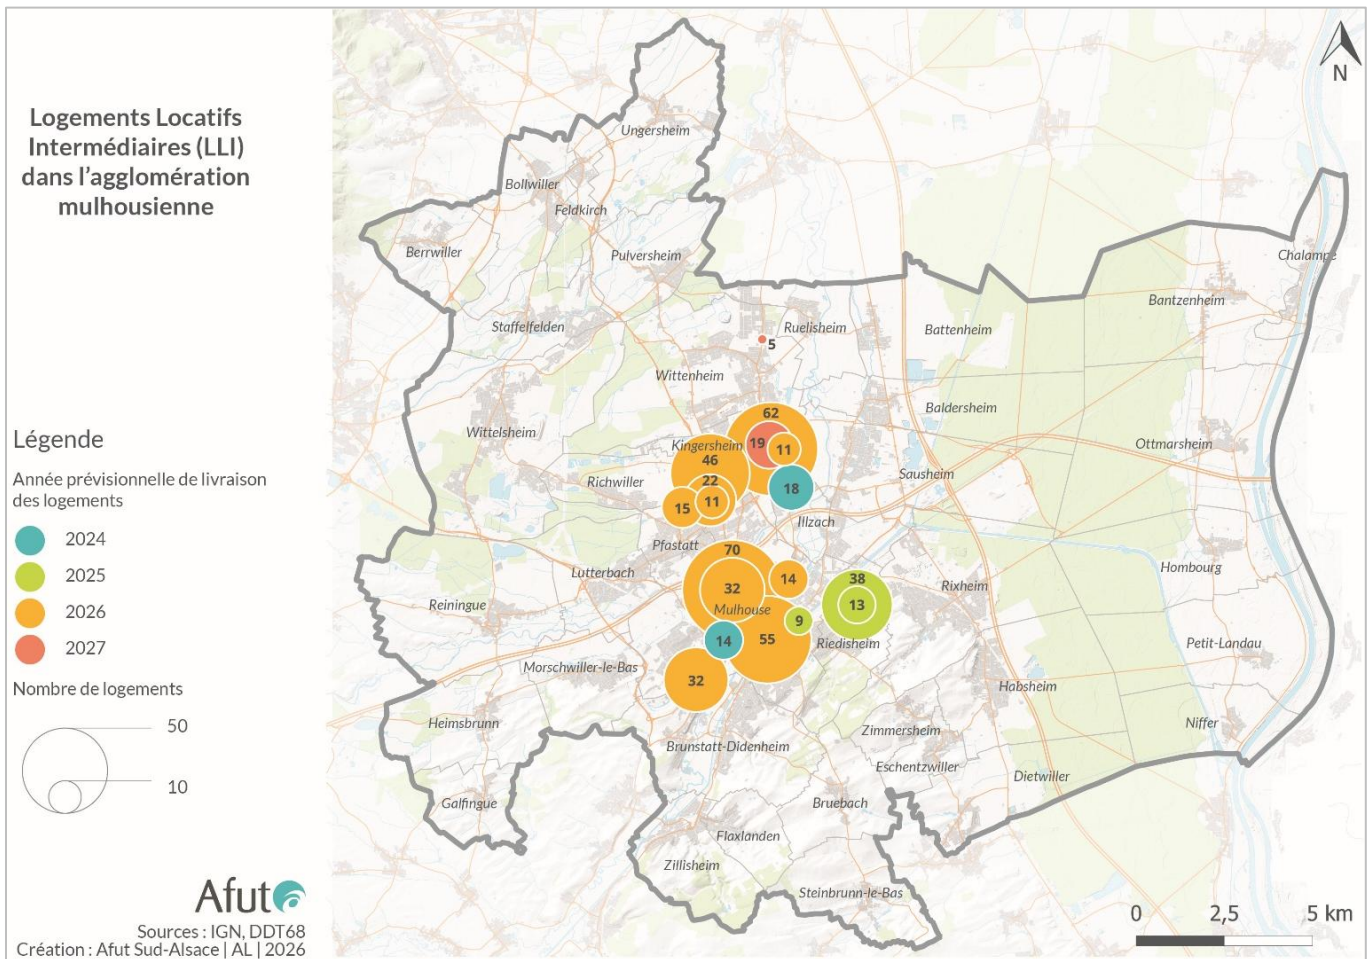 Logements Locatifs
Intermédiaires (LLI)
dans l’agglomération
mulhousienne
Légende
Année prévisionnelle de livraison
des logements
2024
2025
2026
2027
Nombre de logements
50
10
Afut
Sources : IGN, DDT68
Création : Afut Sud-Alsace | AL | 2026
N
Ungersheim
Bollwiller
Feldkirch
Berrwiller
Pulversheim
Chalampé
Bantzenheim
Staffelfelden
Ruelisheim
Battenheim
5
Wittenheim
Baldersheim
62
Wittelsheim
Kingersheim
19
11
Ottmarsheim
46
Sausheim
Richwiller
22
18
15
11
Illzach
Pfastatt
70
Hombourg
Lutterbach
14
38
Rixheim
32
Reiningue
Mulhouse
13
9
14
55
Riedisheim
Petit-Landau
Morschwiller-le-Bas
32
Habsheim
Heimsbrunn
Niffer
Zimmersheim
Brunstatt-Didenheim
Eschentzwiller
Dietwiller
Galfingue
Bruebach
Flaxlanden
Zillisheim
Steinbrunn-le-Bas
0 2,5 5 km